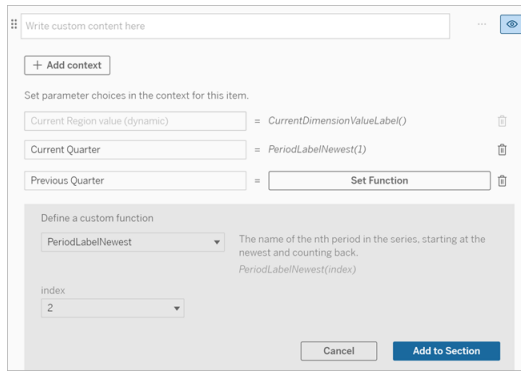 Write custom content here
...
+ Add context
Set parameter choices in the context for this item.
Current Region value (dynamic) = CurrentDimensionValueLabel()
Current Quarter = PeriodLabelNewest(1)
Previous Quarter = Set Function
Define a custom function
PeriodLabelNewest
The name of the nth period in the series, starting at the
newest and counting back.
PeriodLabelNewest(index)
index
2
Cancel Add to Section